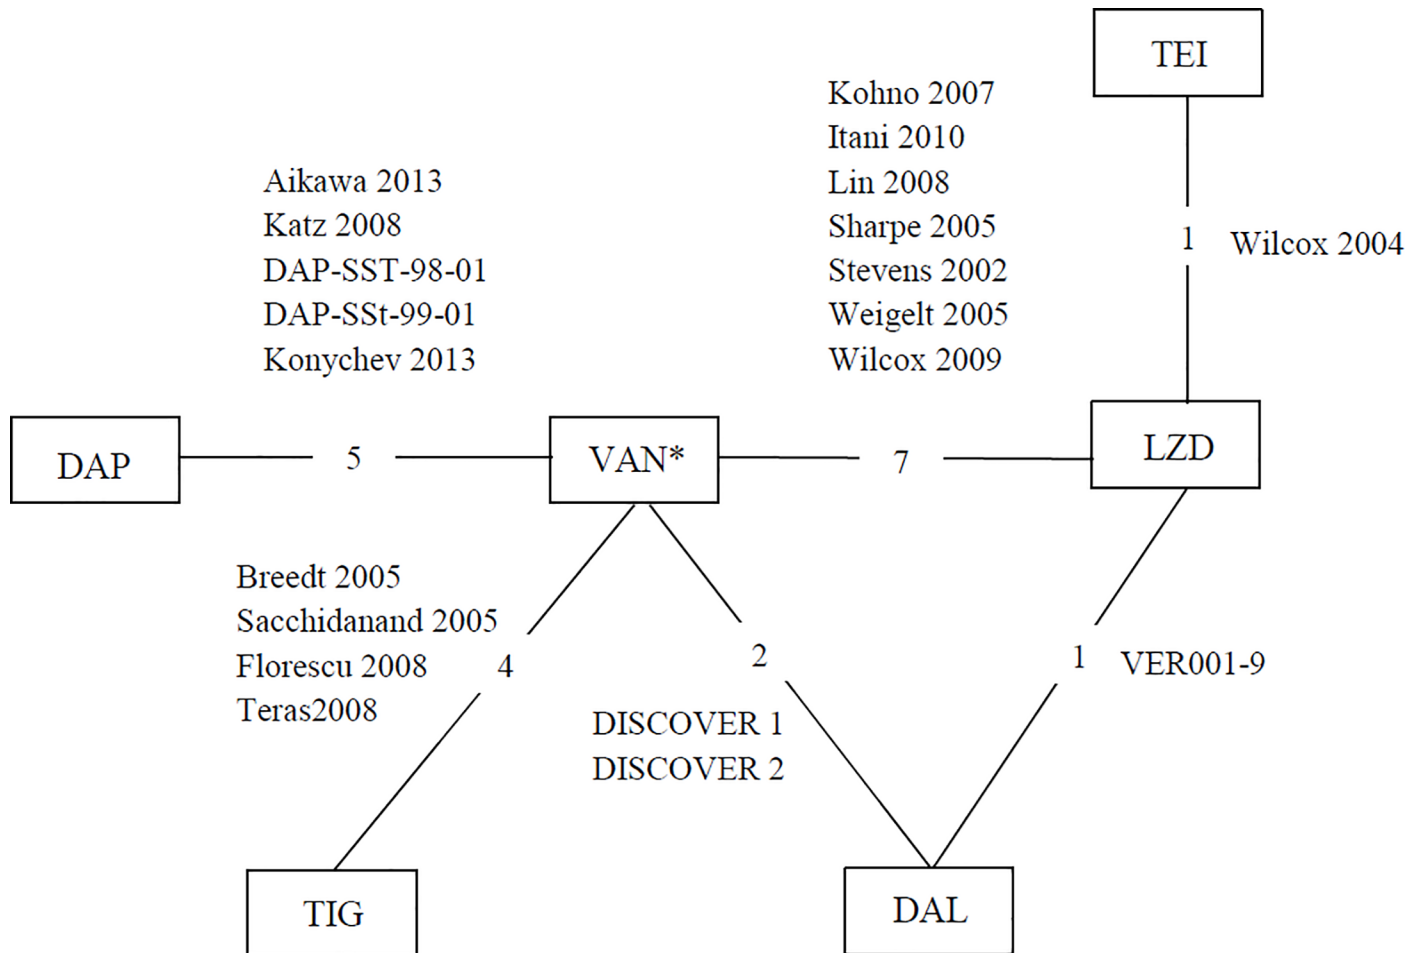 TEI
Kohno 2007
Itani 2010
Lin 2008
Sharpe 2005
Stevens 2002
Weigelt 2005
Wilcox 2009
1 Wilcox 2004
Aikawa 2013
Katz 2008
DAP-SST-98-01
DAP-SSt-99-01
Konychev 2013
DAP 5 VAN* 7 LZD
Breedt 2005
Sacchidanand 2005
Florescu 2008 4
Teras2008
2
DISCOVER 1
DISCOVER 2
1 VER001-9
TIG
DAL